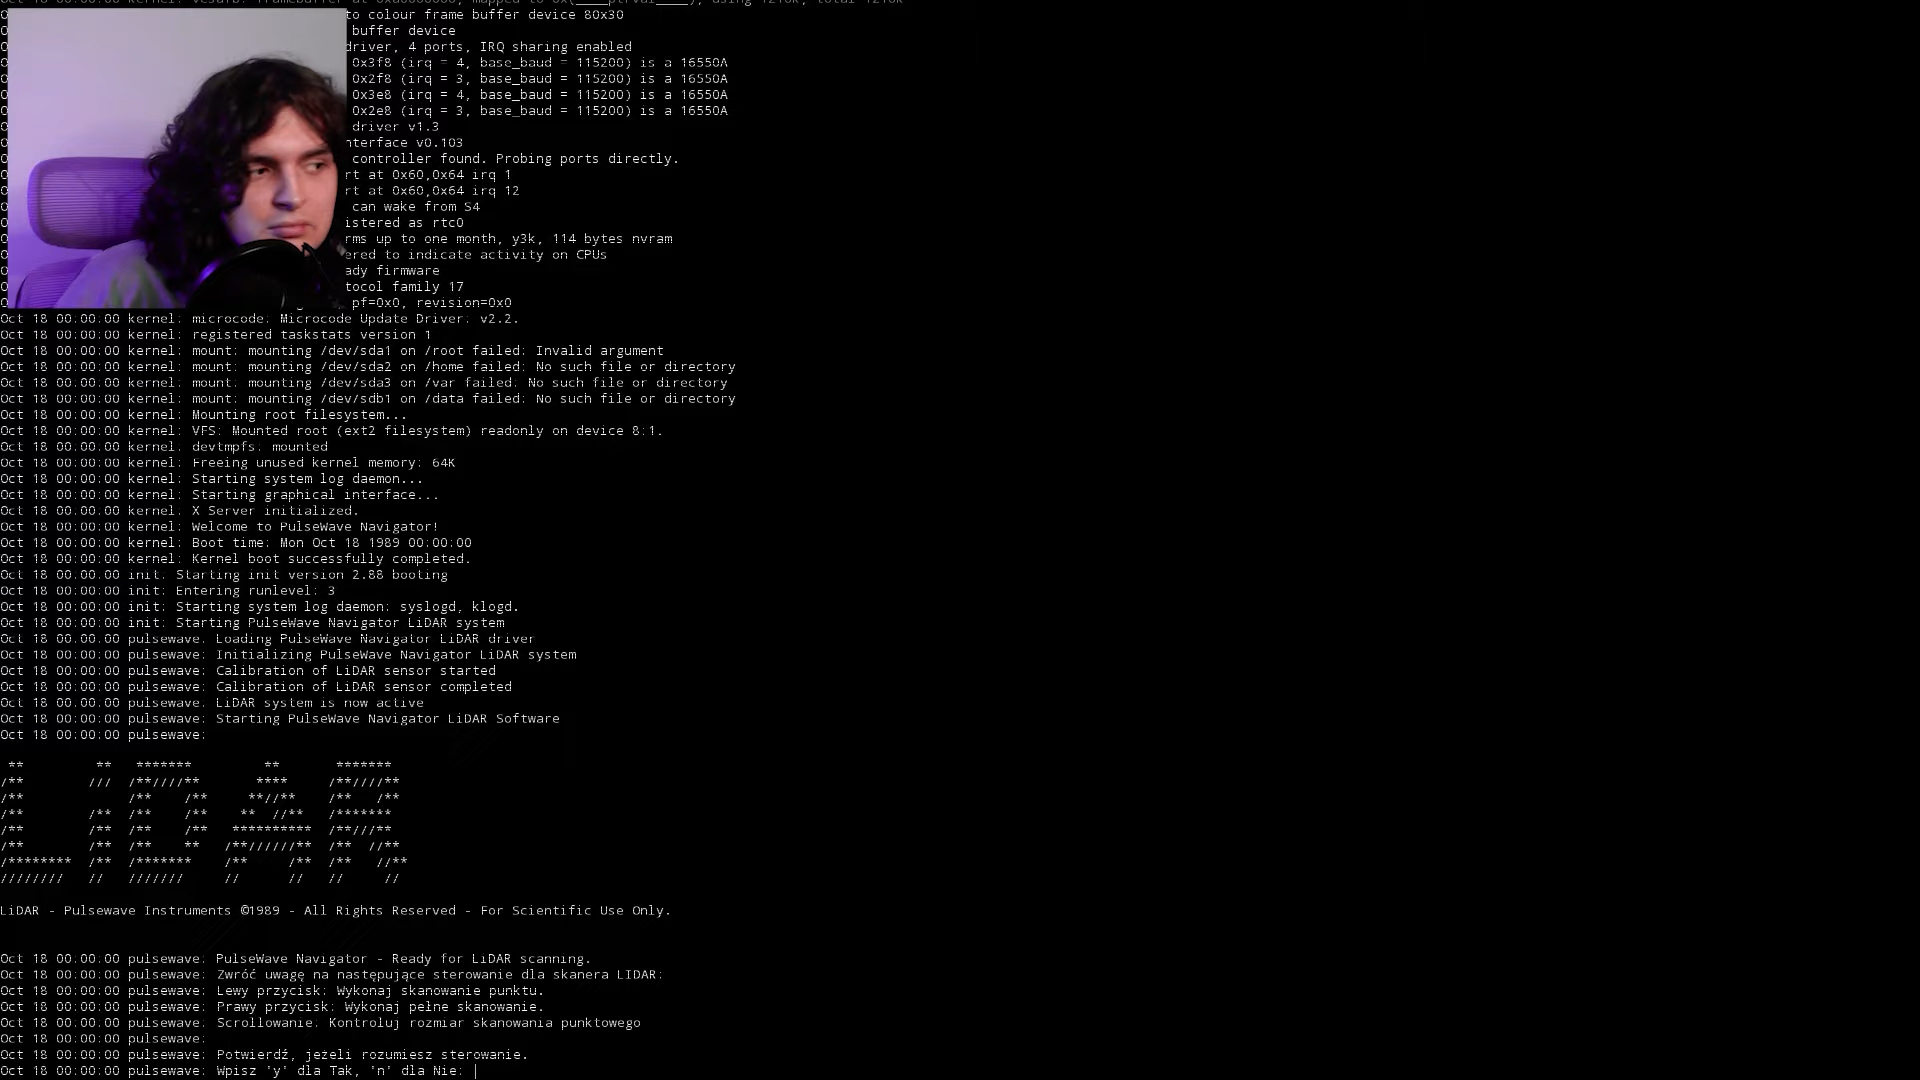 to colour frame buffer device 80x30
buffer device
driver, 4 ports, IRQ sharing enabled
0x3f8 (irq = 4, base_baud = 115200) is a 16550A
0x2f8 (irq = 3, base_baud = 115200) is a 16550A
0x3e8 (irq = 4, base_baud = 115200) is a 16550A
0x2e8 (irq = 3, base_baud = 115200) is a 16550A
driver v1.3
nterface v0.103
controller found. Probing ports directly.
rt at 0x60,0x64 irq 1
rt at 0x60,0x64 irq 12
can wake from S4
istered as rtc0
rms up to one month, y3k, 114 bytes nvram
ered to indicate activity on CPUs
ady firmware
tocol family 17
pf=0x0, revision=0x0
Oct 18 00:00:00 kernel: microcode: Microcode Update Driver: v2.2.
Oct 18 00:00:00 kernel: registered taskstats version 1
Oct 18 00:00:00 kernel: mount: mounting /dev/sda1 on /root failed: Invalid argument
Oct 18 00:00:00 kernel: mount: mounting /dev/sda2 on /home failed: No such file or directory
Oct 18 00:00:00 kernel: mount: mounting /dev/sda3 on /var failed: No such file or directory
Oct 18 00:00:00 kernel: mount: mounting /dev/sdb1 on /data failed: No such file or directory
Oct 18 00:00:00 kernel: Mounting root filesystem...
Oct 18 00:00:00 kernel: VFS: Mounted root (ext2 filesystem) readonly on device 8:1.
Oct 18 00:00:00 kernel: devtmpfs: mounted
Oct 18 00:00:00 kernel: Freeing unused kernel memory: 64K
Oct 18 00:00:00 kernel: Starting system log daemon...
Oct 18 00:00:00 kernel: Starting graphical interface...
Oct 18 00:00:00 kernel: X Server initialized.
Oct 18 00:00:00 kernel: Welcome to PulseWave Navigator!
Oct 18 00:00:00 kernel: Boot time: Mon Oct 18 1989 00:00:00
Oct 18 00:00:00 kernel: Kernel boot successfully completed.
Oct 18 00:00:00 init: Starting init version 2.88 booting
Oct 18 00:00:00 init: Entering runlevel: 3
Oct 18 00:00:00 init: Starting system log daemon: syslogd, klogd.
Oct 18 00:00:00 init: Starting PulseWave Navigator LiDAR system
Oct 18 00:00:00 pulsewave: Loading PulseWave Navigator LiDAR driver
Oct 18 00:00:00 pulsewave: Initializing PulseWave Navigator LiDAR system
Oct 18 00:00:00 pulsewave: Calibration of LiDAR sensor started
Oct 18 00:00:00 pulsewave: Calibration of LiDAR sensor completed
Oct 18 00:00:00 pulsewave: LiDAR system is now active
Oct 18 00:00:00 pulsewave: Starting PulseWave Navigator LiDAR Software
Oct 18 00:00:00 pulsewave:
LiDAR
LiDAR - Pulsewave Instruments ©1989 - All Rights Reserved - For Scientific Use Only.
Oct 18 00:00:00 pulsewave: PulseWave Navigator - Ready for LiDAR scanning.
Oct 18 00:00:00 pulsewave: Zwróć uwagę na następujące sterowanie dla skanera LIDAR:
Oct 18 00:00:00 pulsewave: Lewy przycisk: Wykonaj skanowanie punktu.
Oct 18 00:00:00 pulsewave: Prawy przycisk: Wykonaj pełne skanowanie.
Oct 18 00:00:00 pulsewave: Scrollowanie: Kontroluj rozmiar skanowania punktowego
Oct 18 00:00:00 pulsewave:
Oct 18 00:00:00 pulsewave: Potwierdź, jeżeli rozumiesz sterowanie.
Oct 18 00:00:00 pulsewave: Wpisz 'y' dla Tak, 'n' dla Nie: